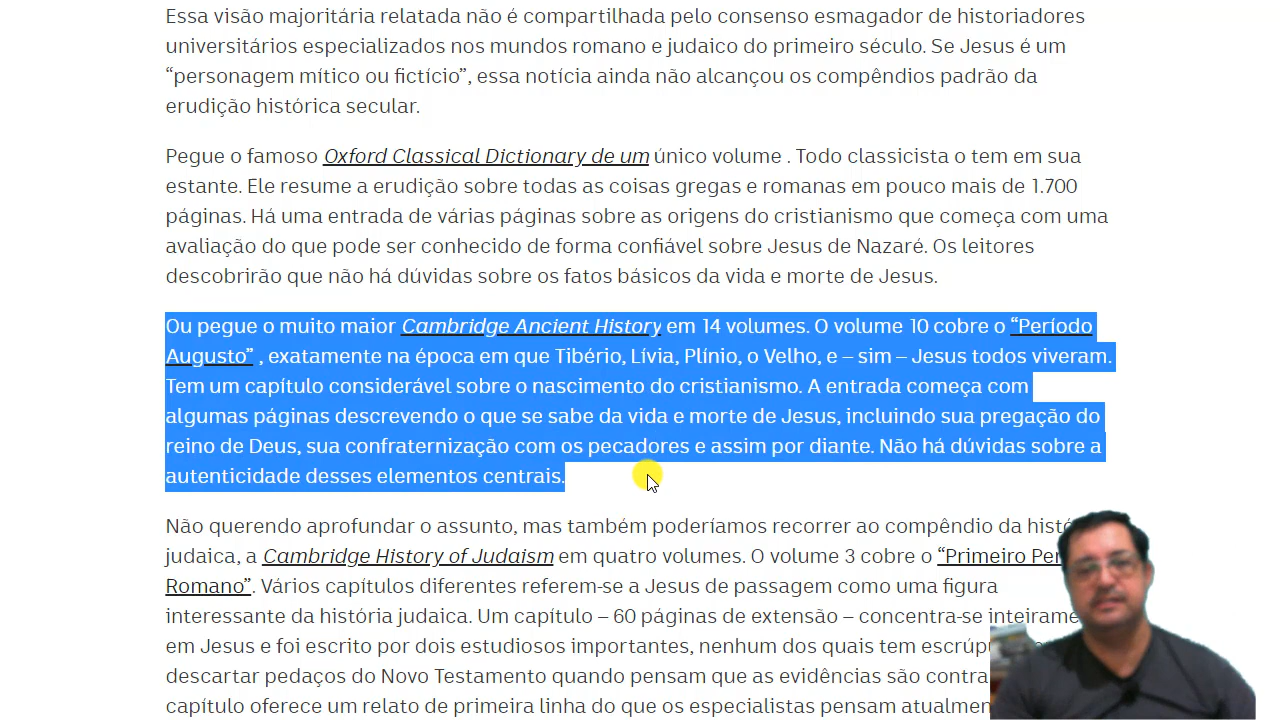 Essa visão majoritária relatada não é compartilhada pelo consenso esmagador de historiadores
universitários especializados nos mundos romano e judaico do primeiro século. Se Jesus é um
“personagem mítico ou fictício”, essa notícia ainda não alcançou os compêndios padrão da
erudição histórica secular.
Pegue o famoso Oxford Classical Dictionary de um único volume . Todo classicista o tem em sua
estante. Ele resume a erudição sobre todas as coisas gregas e romanas em pouco mais de 1.700
páginas. Há uma entrada de várias páginas sobre as origens do cristianismo que começa com uma
avaliação do que pode ser conhecido de forma confiável sobre Jesus de Nazaré. Os leitores
descobrirão que não há dúvidas sobre os fatos básicos da vida e morte de Jesus.
Ou pegue o muito maior Cambridge Ancient History em 14 volumes. O volume 10 cobre o “Período
Augusto” , exatamente na época em que Tibério, Lívia, Plínio, o Velho, e – sim – Jesus todos viveram.
Tem um capítulo considerável sobre o nascimento do cristianismo. A entrada começa com
algumas páginas descrevendo o que se sabe da vida e morte de Jesus, incluindo sua pregação do
reino de Deus, sua confraternização com os pecadores e assim por diante. Não há dúvidas sobre a
autenticidade desses elementos centrais.
Não querendo aprofundar o assunto, mas também poderíamos recorrer ao compêndio da
judaica, a Cambridge History of Judaism em quatro volumes. O volume 3 cobre o “Primeiro
Romano”. Vários capítulos diferentes referem-se a Jesus de passagem como uma figura
interessante da história judaica. Um capítulo – 60 páginas de extensão – concentra-se
em Jesus e foi escrito por dois estudiosos importantes, nenhum dos quais tem
descartar pedaços do Novo Testamento quando pensam que as evidências são
capítulo oferece um relato de primeira linha do que os especialistas pensam